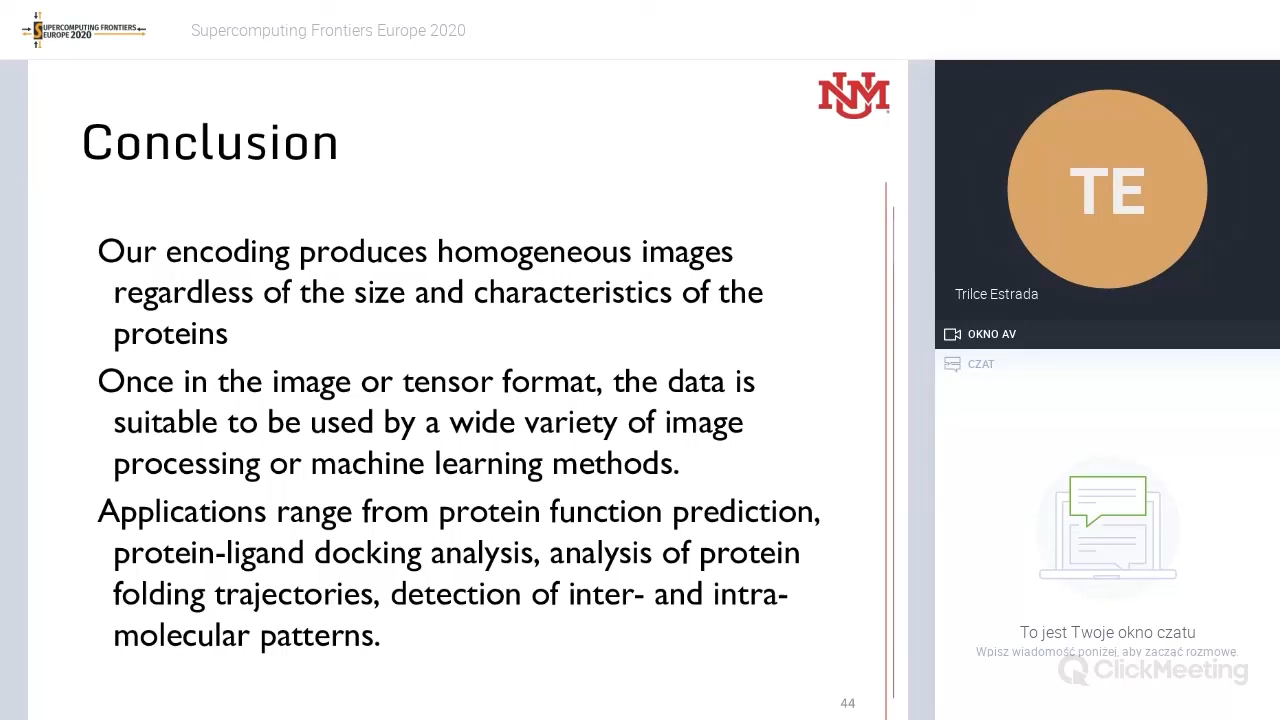 SUPERCOMPUTING FRONTIERS
EUROPE 2020
Supercomputing Frontiers Europe 2020
NM
Conclusion
Our encoding produces homogeneous images
regardless of the size and characteristics of the
proteins
Once in the image or tensor format, the data is
suitable to be used by a wide variety of image
processing or machine learning methods.
Applications range from protein function prediction,
protein-ligand docking analysis, analysis of protein
folding trajectories, detection of inter- and intra-
molecular patterns.
44
TE
Trilce Estrada
OKNO AV
CZAT
To jest Twoje okno czatu
Wpisz wiadomość poniżej, aby zacząć rozmowę.
ClickMeeting